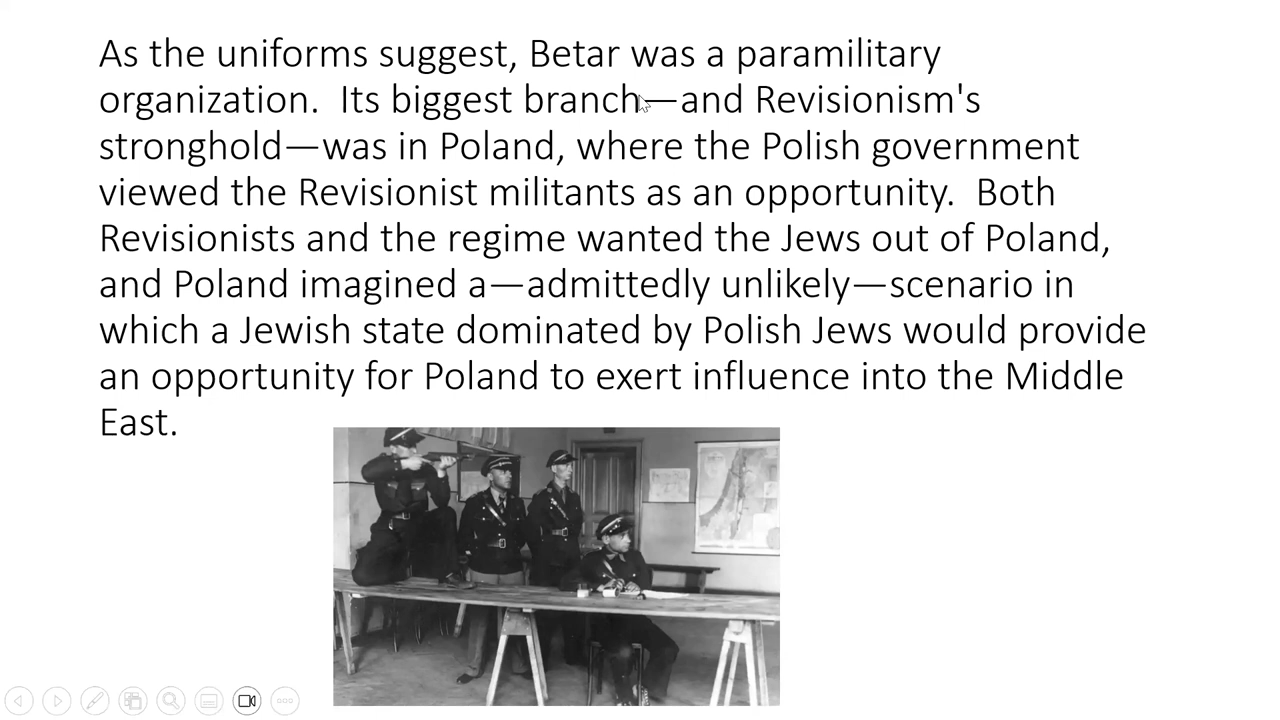 As the uniforms suggest, Betar was a paramilitary
organization.  Its biggest branch—and Revisionism's
stronghold—was in Poland, where the Polish government
viewed the Revisionist militants as an opportunity.  Both
Revisionists and the regime wanted the Jews out of Poland,
and Poland imagined a—admittedly unlikely—scenario in
which a Jewish state dominated by Polish Jews would provide
an opportunity for Poland to exert influence into the Middle
East.